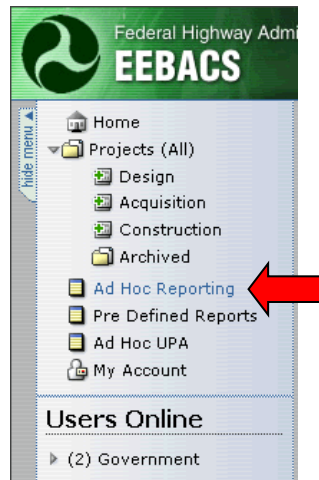 Federal Highway Admi
EEBACS
hide menu
Home
Projects (All)
Design
Acquisition
Construction
Archived
Ad Hoc Reporting
Pre Defined Reports
Ad Hoc UPA
My Account
Users Online
(2) Government